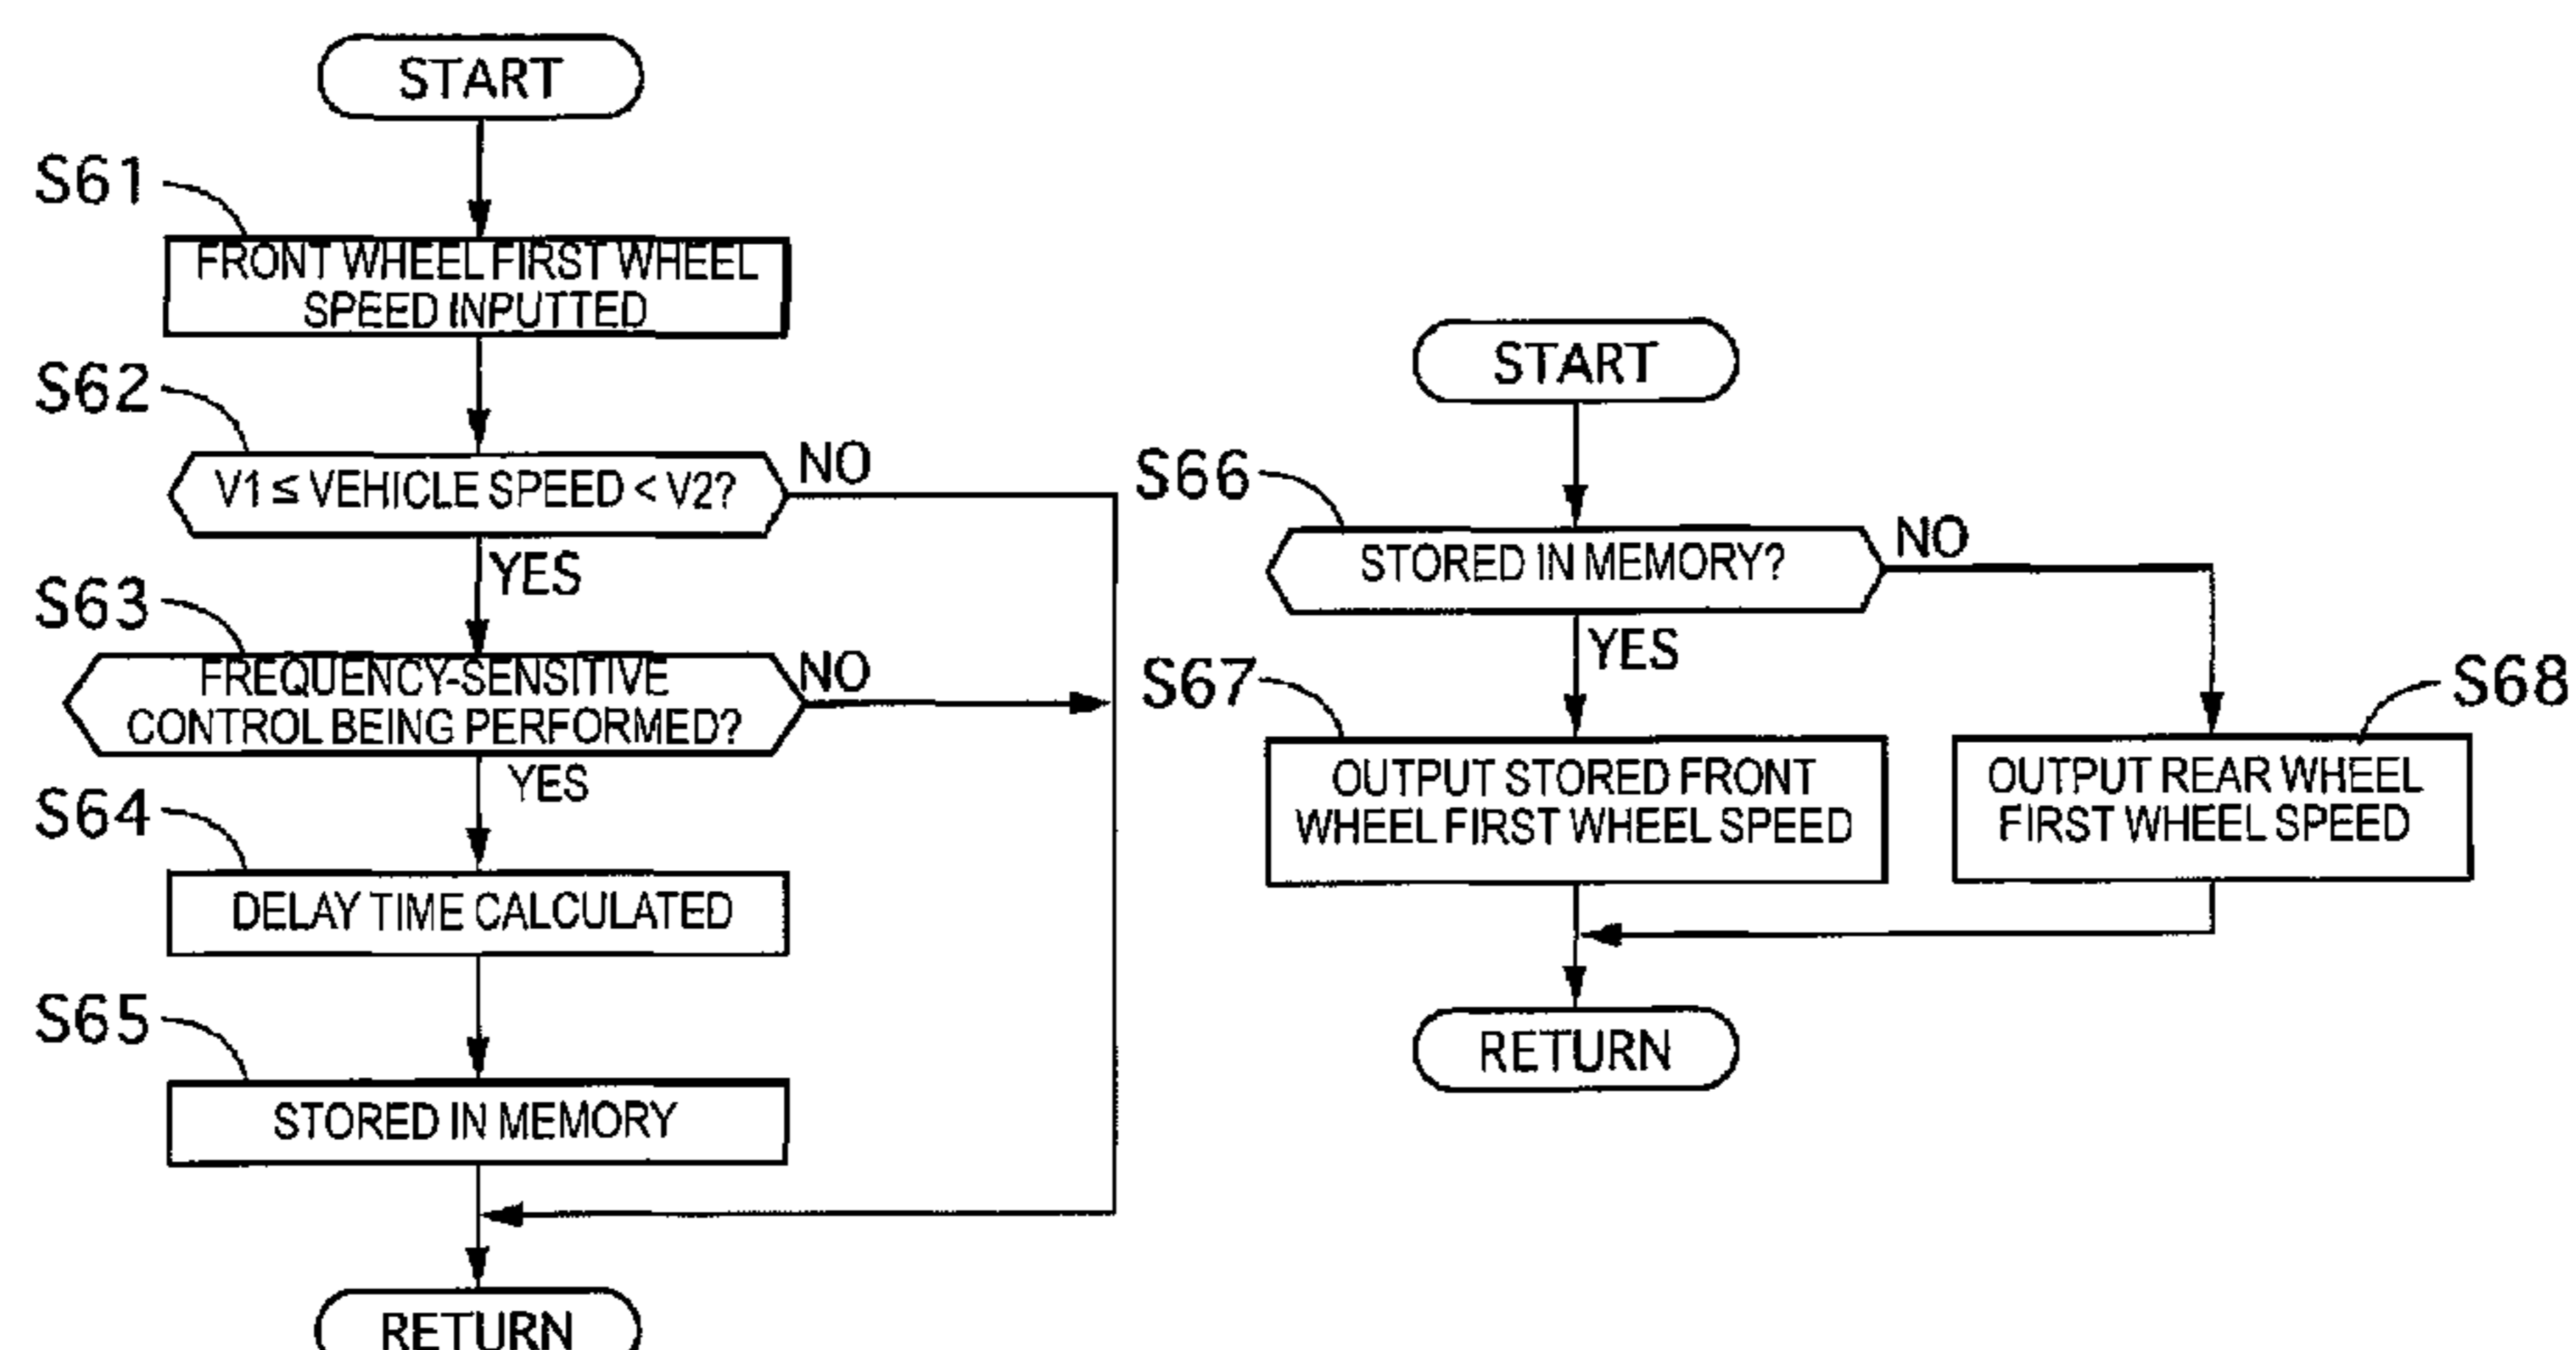 START
S61
FRONT WHEEL FIRST WHEEL
SPEED INPUTTED
S62
V1 ≤ VEHICLE SPEED < V2?
NO
YES
S63
FREQUENCY-SENSITIVE
CONTROL BEING PERFORMED?
NO
YES
S64
DELAY TIME CALCULATED
S65
STORED IN MEMORY
RETURN
START
S66
STORED IN MEMORY?
NO
YES
S67
OUTPUT STORED FRONT
WHEEL FIRST WHEEL SPEED
S68
OUTPUT REAR WHEEL
FIRST WHEEL SPEED
RETURN